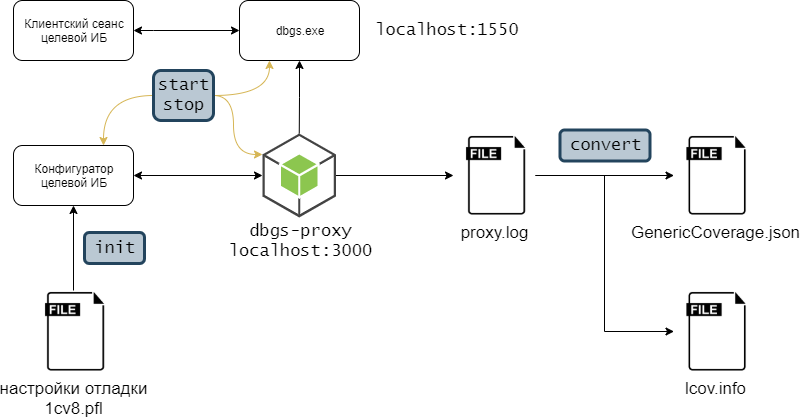 Клиентский сеанс
целевой ИБ
dbgs.exe
localhost:1550
start
stop
Конфигуратор
целевой ИБ
dbgs-proxy
localhost:3000
FILE
proxy.log
convert
FILE
GenericCoverage.json
init
FILE
настройки отладки
1cv8.pfl
FILE
lcov.info